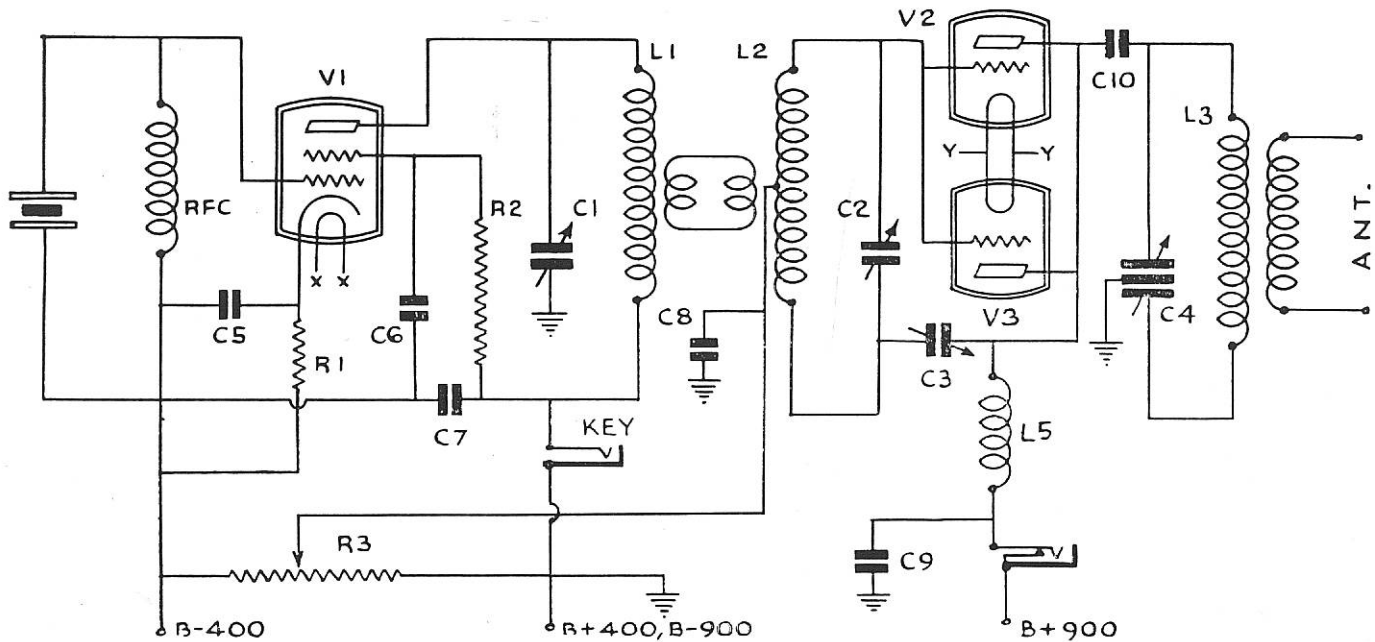 V1
L1
L2
V2
C10
L3
RFC
R2
C1
Y
Y
C2
ANT.
x x
C5
C6
C8
V3
C4
R1
C3
C7
KEY
L5
R3
C9
B-400
B+400, B-900
B+900